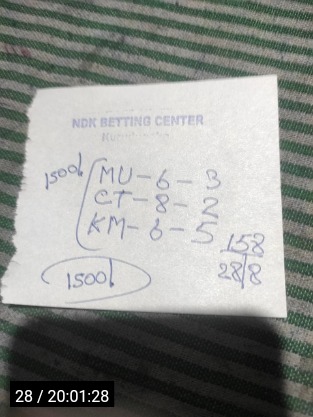 NDK BETTING CENTER
1500/
MU-6-3
CT-8-2
KM-6-5
158
28/8
1500/
28 / 20:01:28